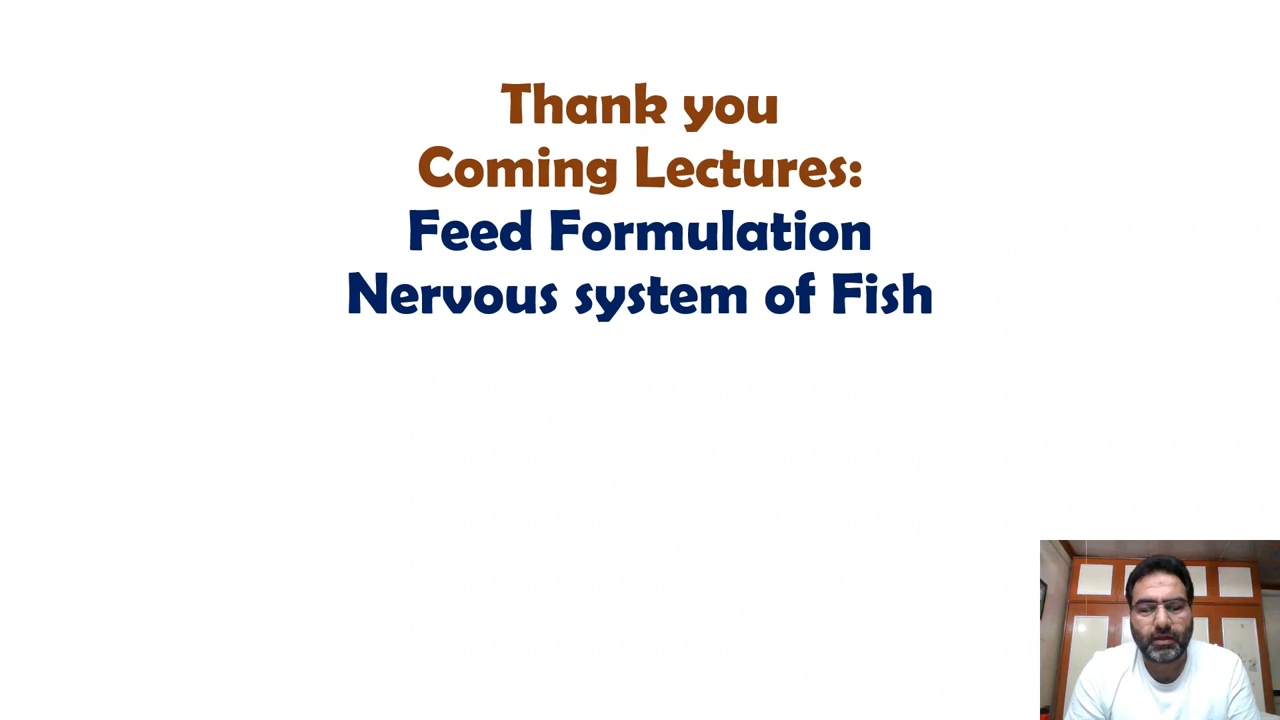 Thank you
Coming Lectures:
Feed Formulation
Nervous system of Fish